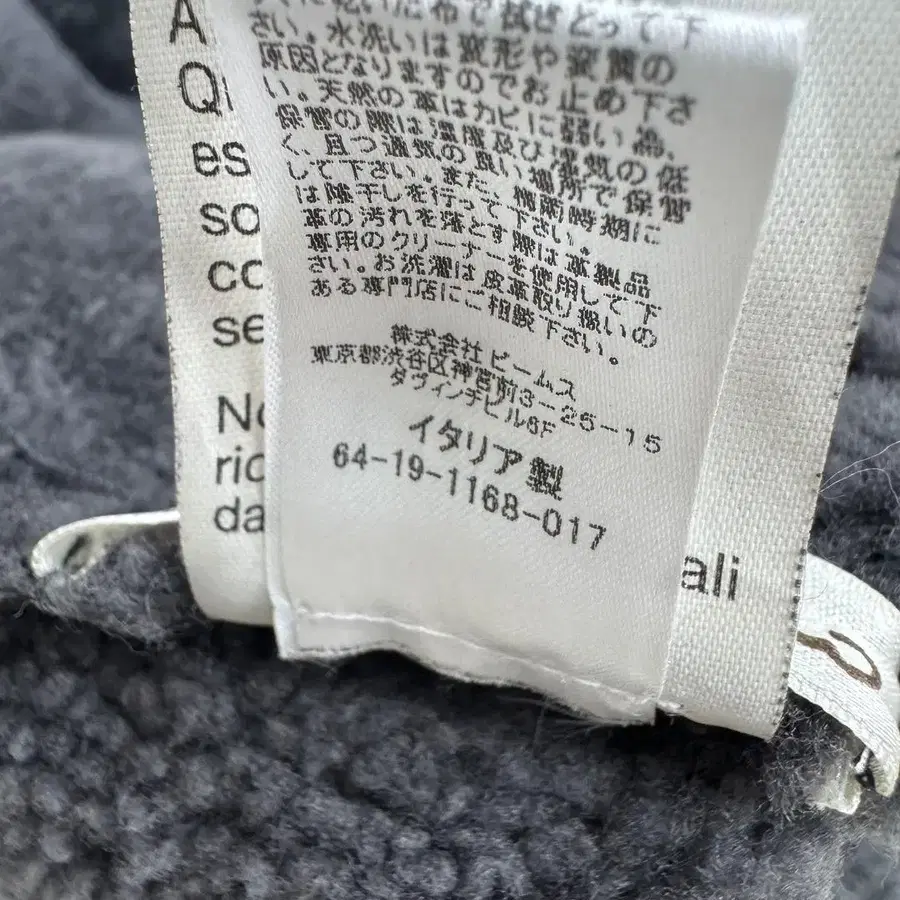 A
Qu
es
so
co
se
No
ric
da
ali
に乾いた布で拭きとって下
さい。水洗いは変形や変質の
原因となりますのでお止め下さ
い。天然の革はカビに弱い為、
保管の際は温度及び湿気の低
く、且つ通気の良い場所で保管
して下さい。また、梅雨時期に
は陰干しを行って下さい。
革の汚れを落とす際は革製品
専用のクリーナーを使用して下
さい。お洗濯は皮革取り扱いの
ある専門店にご相談下さい。
株式会社 ビームス
東京都渋谷区神宮前3-25-15
ダヴィンチビル6F
イタリア製
64-19-1168-017